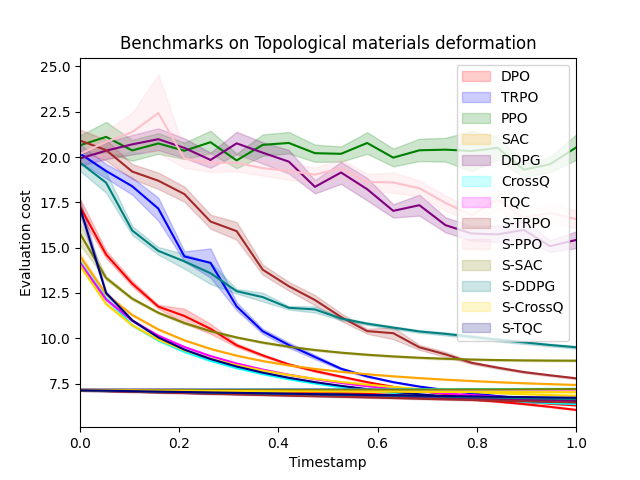 Benchmarks on Topological materials deformation
25.0
22.5
20.0
17.5
15.0
12.5
10.0
7.5
Evaluation cost
0.0 0.2 0.4 0.6 0.8 1.0
Timestamp
DPO
TRPO
PPO
SAC
DDPG
CrossQ
TQC
S-TRPO
S-PPO
S-SAC
S-DDPG
S-CrossQ
S-TQC